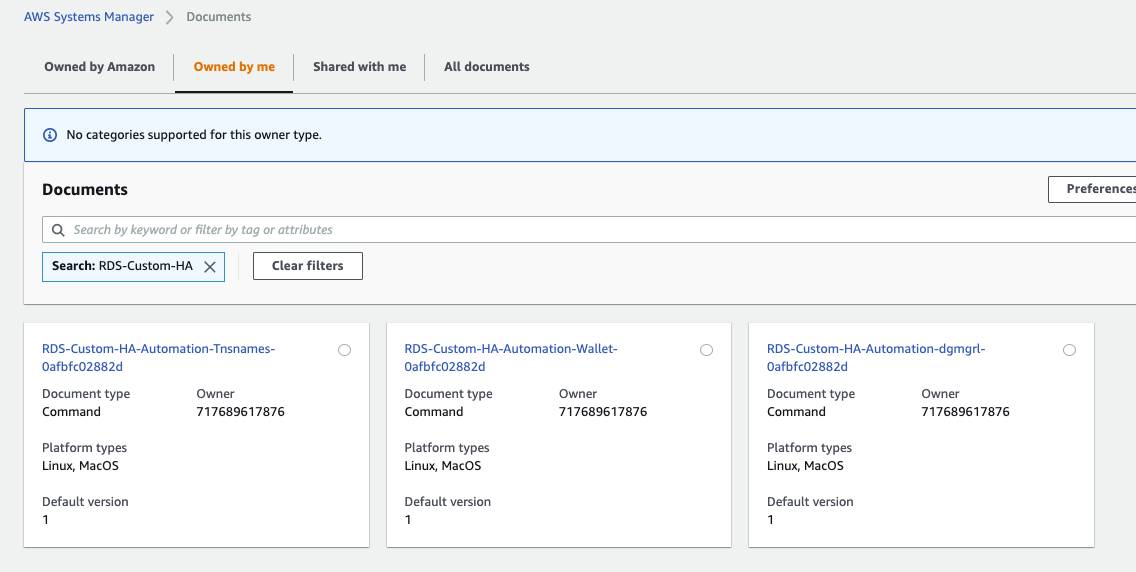 AWS Systems Manager > Documents
Owned by Amazon
Owned by me
Shared with me
All documents
No categories supported for this owner type.
Documents
Preferences
Search by keyword or filter by tag or attributes
Search: RDS-Custom-HA
Clear filters
RDS-Custom-HA-Automation-Tnsnames-
0afbfc02882d
Document type
Owner
Command
717689617876
Platform types
Linux, MacOS
Default version
1
RDS-Custom-HA-Automation-Wallet-
0afbfc02882d
Document type
Owner
Command
717689617876
Platform types
Linux, MacOS
Default version
1
RDS-Custom-HA-Automation-dgmgrl-
0afbfc02882d
Document type
Owner
Command
717689617876
Platform types
Linux, MacOS
Default version
1